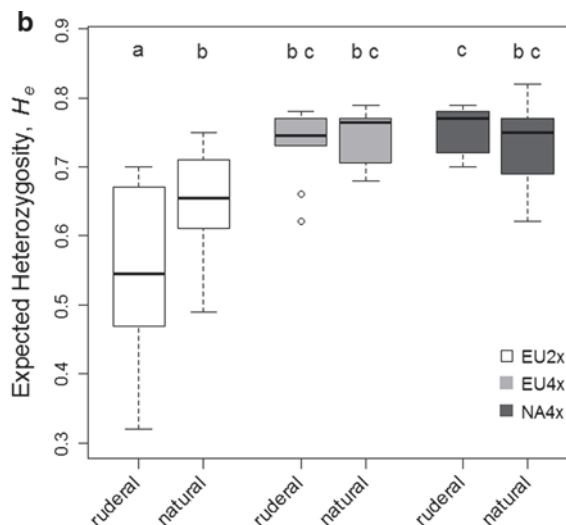 b
Expected Heterozygosity, He
0.9
0.8
0.7
0.6
0.5
0.4
0.3
a b b c b c c b c
EU2x
EU4x
NA4x
ruderal natural ruderal natural ruderal natural